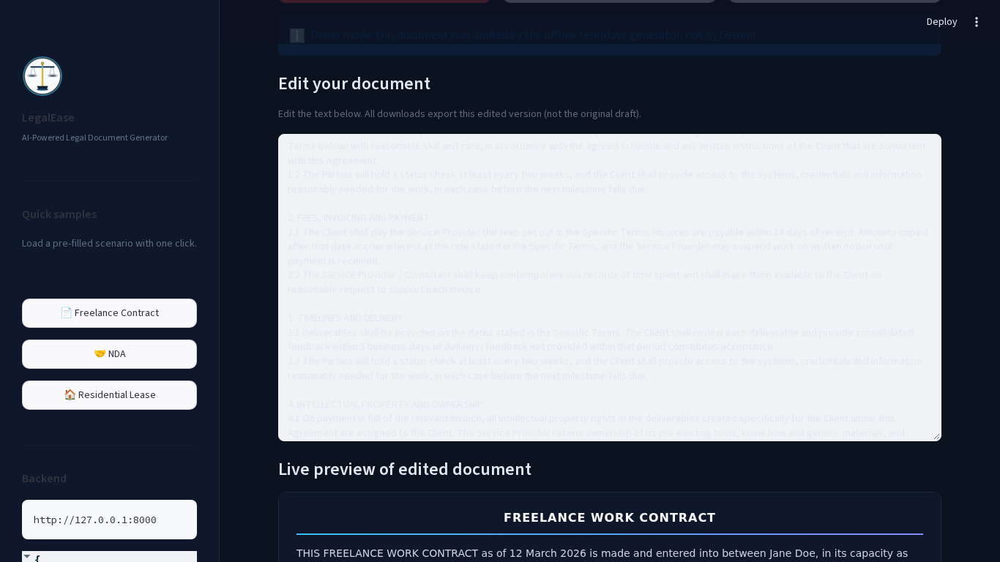 Deploy
Demo mode: this document was drafted by the offline template generator, not by Gemini.
LegalEase
AI-Powered Legal Document Generator
Quick samples
Load a pre-filled scenario with one click.
📄 Freelance Contract
🤝 NDA
🏠 Residential Lease
Backend
http://127.0.0.1:8000
{
Edit your document
Edit the text below. All downloads export this edited version (not the original draft).
Terms below) with reasonable skill and care, in accordance with the agreed schedule and any written instructions of the Client that are consistent
with this Agreement.
1.2 The Parties will hold a status check at least every two weeks, and the Client shall provide access to the systems, credentials and information
reasonably needed for the work, in each case before the next milestone falls due.
2. FEES, INVOICING AND PAYMENT
2.1 The Client shall pay the Service Provider the fees set out in the Specific Terms. Invoices are payable within 14 days of receipt. Amounts unpaid
after that date accrue interest at the rate stated in the Specific Terms, and the Service Provider may suspend work on written notice until
payment is received.
2.2 The Service Provider / Consultant shall keep contemporaneous records of time spent and shall make them available to the Client on
reasonable request to support each invoice.
3. TIMELINES AND DELIVERY
3.1 Deliverables shall be provided on the dates stated in the Specific Terms. The Client shall review each deliverable and provide consolidated
feedback within 5 business days of delivery; feedback not provided within that period constitutes acceptance.
3.2 The Parties will hold a status check at least every two weeks, and the Client shall provide access to the systems, credentials and information
reasonably needed for the work, in each case before the next milestone falls due.
4. INTELLECTUAL PROPERTY AND OWNERSHIP
4.1 On payment in full of the relevant invoice, all intellectual property rights in the deliverables created specifically for the Client under this
Agreement are assigned to the Client. The Service Provider retains ownership of its pre-existing tools, know-how and generic materials, and
Live preview of edited document
FREELANCE WORK CONTRACT
THIS FREELANCE WORK CONTRACT as of 12 March 2026 is made and entered into between Jane Doe, in its capacity as